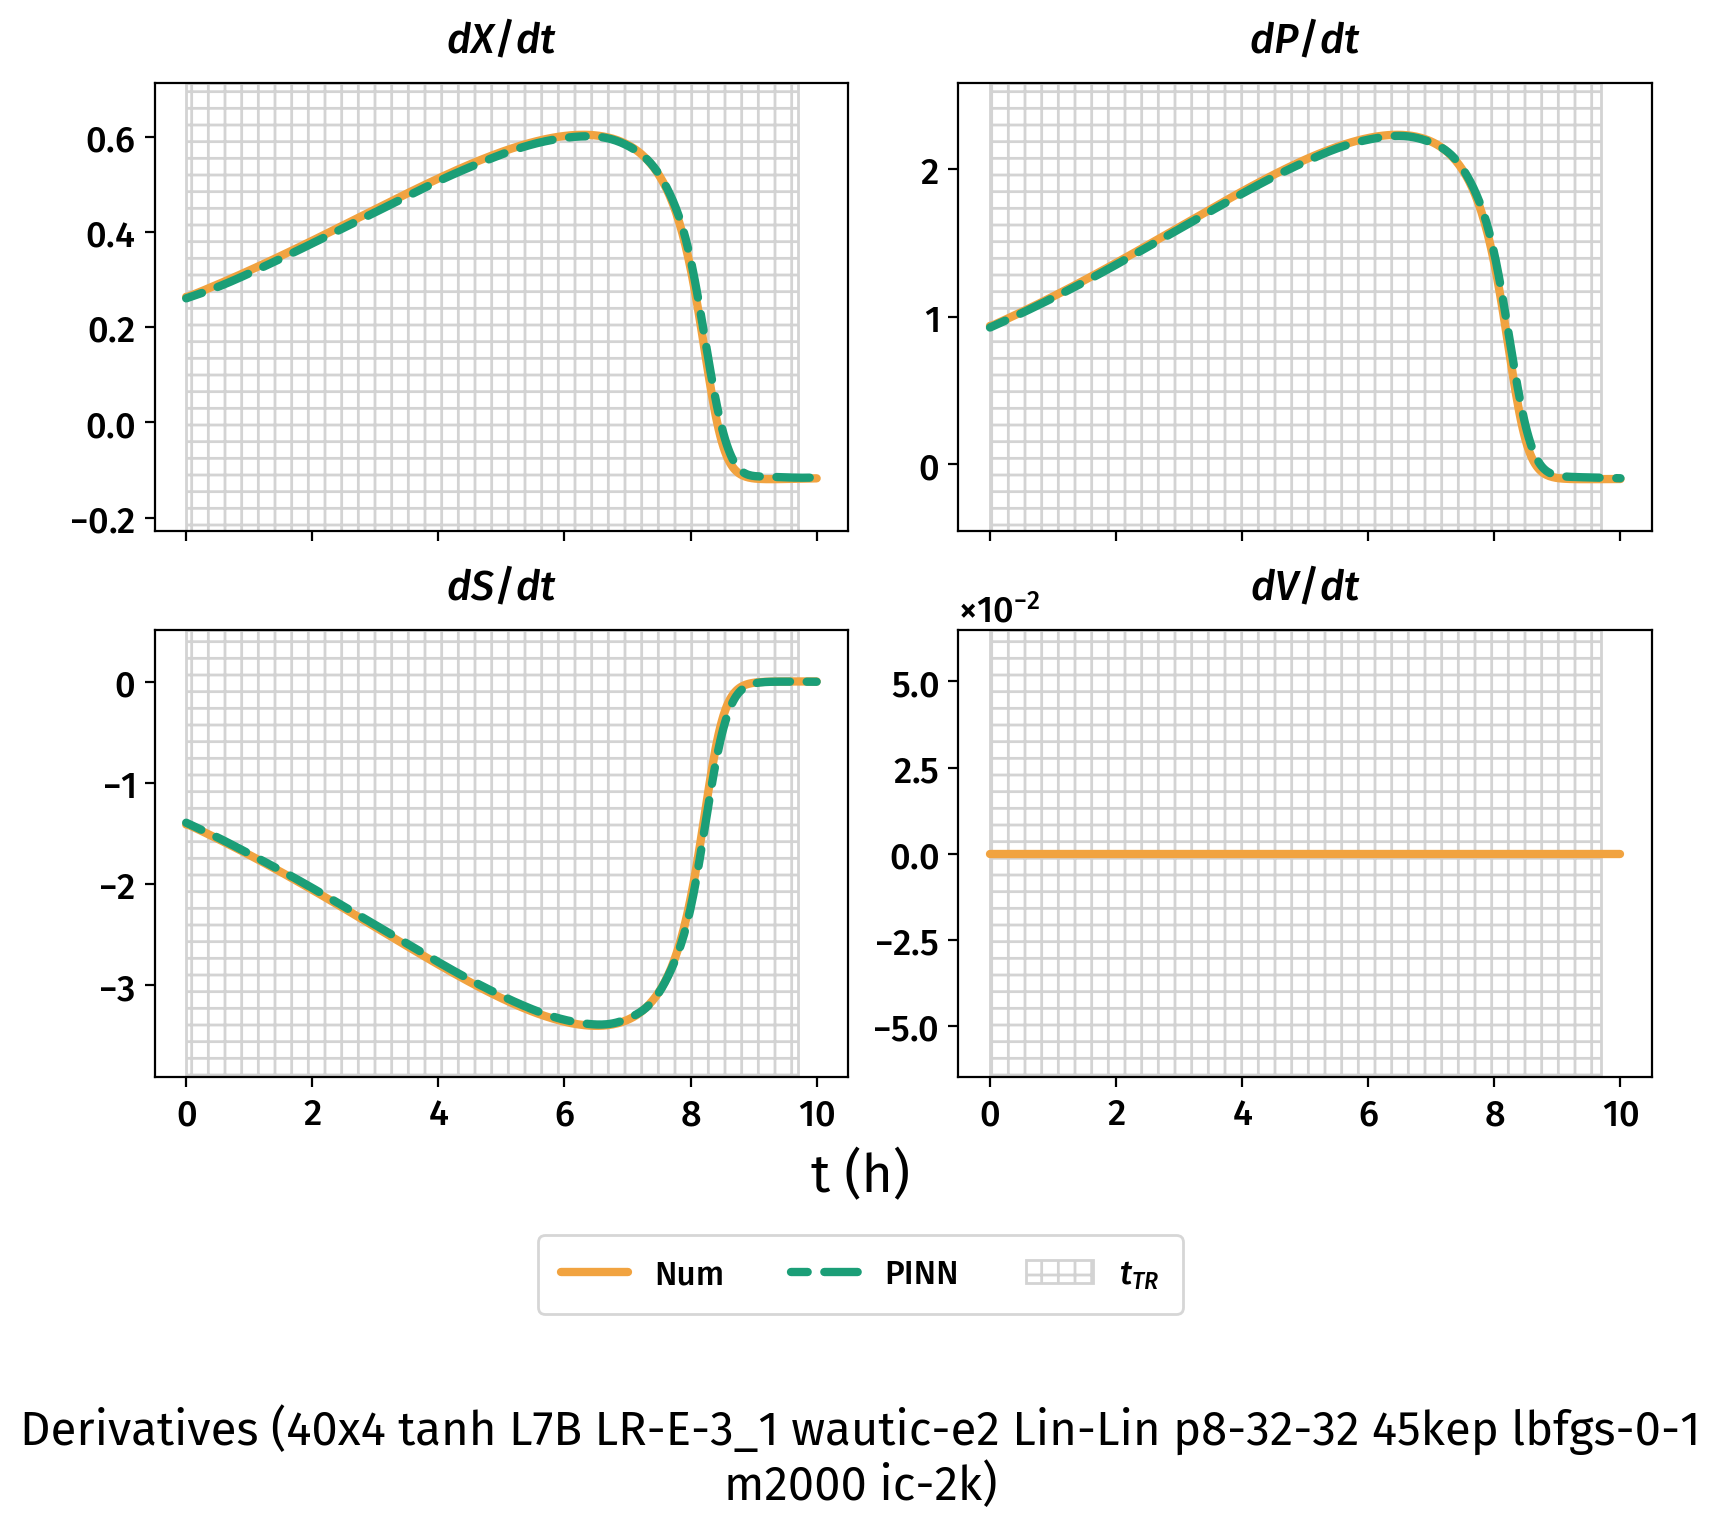 dX/dt
dP/dt
0.6
0.4
0.2
0.0
−0.2
2
1
0
dS/dt
dV/dt
×10⁻²
0
−1
−2
−3
5.0
2.5
0.0
−2.5
−5.0
0 2 4 6 8 10
0 2 4 6 8 10
t (h)
Num PINN t_TR
Derivatives (40x4 tanh L7B LR-E-3_1 wautic-e2 Lin-Lin p8-32-32 45kep lbfgs-0-1
m2000 ic-2k)